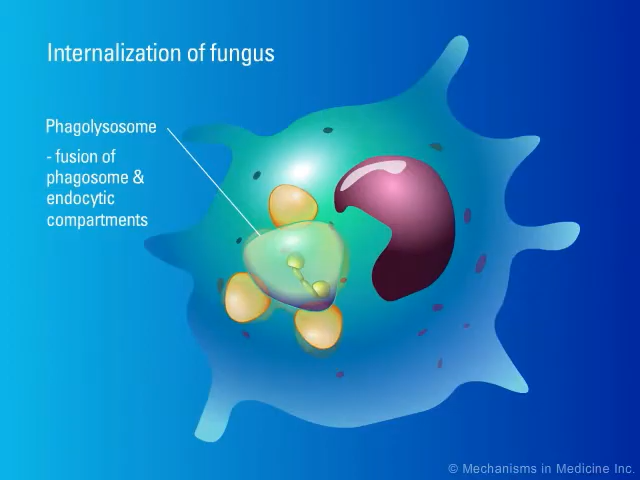 Internalization of fungus
Phagolysosome
- fusion of
phagosome &
endocytic
compartments
© Mechanisms in Medicine Inc.